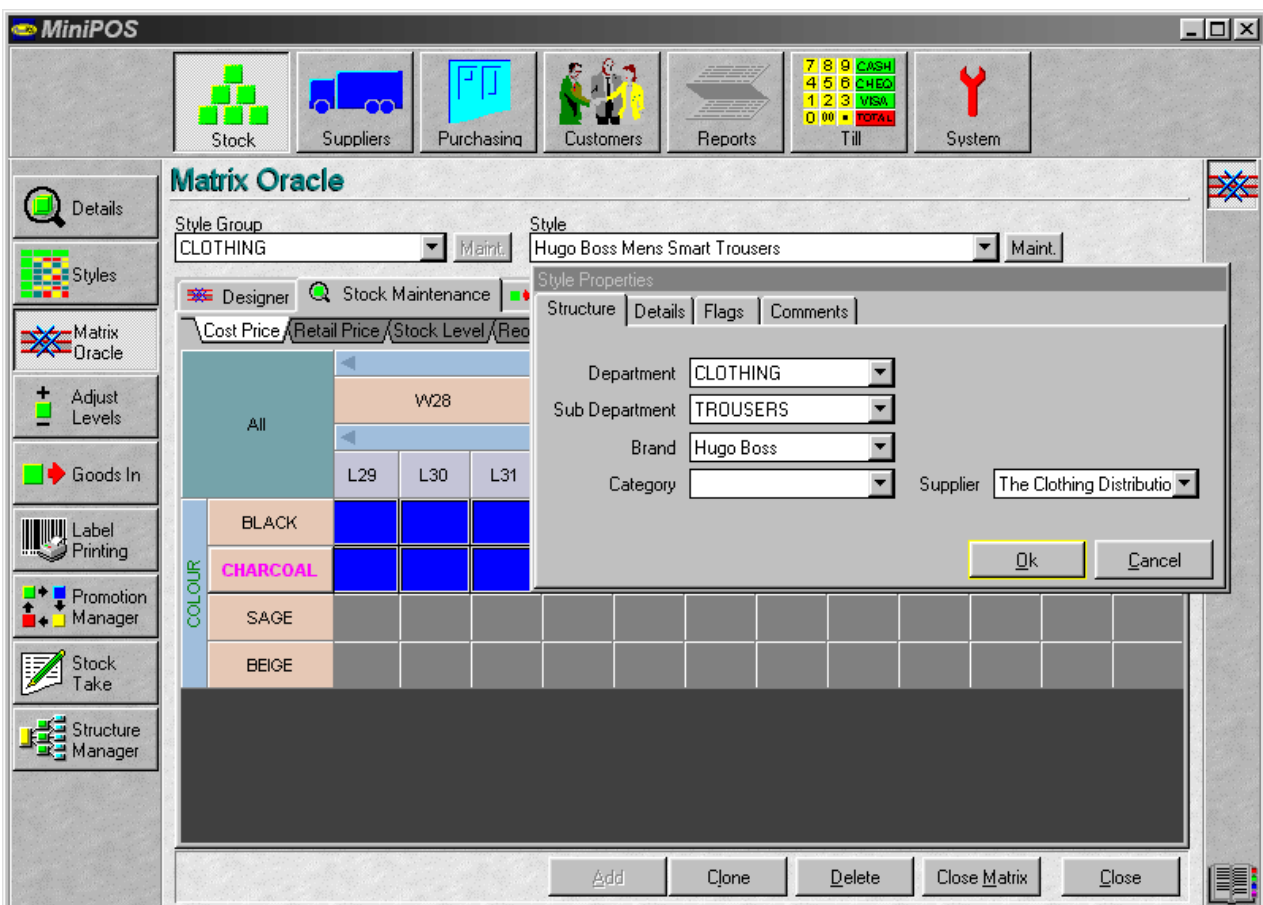 MiniPOS
7 8 9 CASH
4 5 6 CHEQ
1 2 3 VISA
0 00 ▪ TOTAL
Stock
Suppliers
Purchasing
Customers
Reports
Till
System
Matrix Oracle
Details
Styles
Matrix
Oracle
Adjust
Levels
Goods In
Label
Printing
Promotion
Manager
Stock
Take
Structure
Manager
Style Group
CLOTHING
Maint.
Style
Hugo Boss Mens Smart Trousers
Maint.
Designer
Stock Maintenance
Cost Price
Retail Price
Stock Level
Reo
All
W28
L29
L30
L31
COLOUR
BLACK
CHARCOAL
SAGE
BEIGE
Style Properties
Structure
Details
Flags
Comments
Department
CLOTHING
Sub Department
TROUSERS
Brand
Hugo Boss
Category
Supplier
The Clothing Distributio
Ok
Cancel
Add
Clone
Delete
Close Matrix
Close